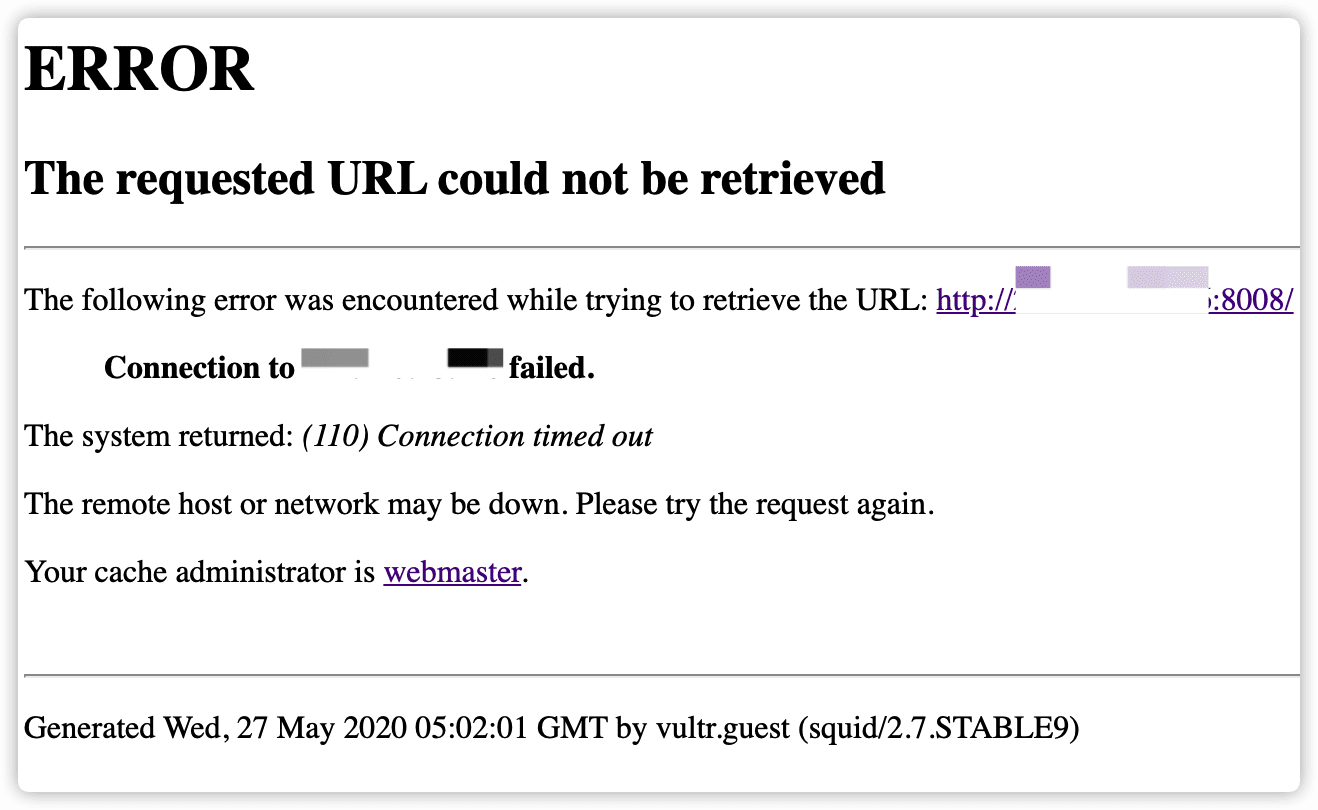 ERROR
The requested URL could not be retrieved
The following error was encountered while trying to retrieve the URL: http:// :8008/
Connection to failed.
The system returned: (110) Connection timed out
The remote host or network may be down. Please try the request again.
Your cache administrator is webmaster.
Generated Wed, 27 May 2020 05:02:01 GMT by vultr.guest (squid/2.7.STABLE9)